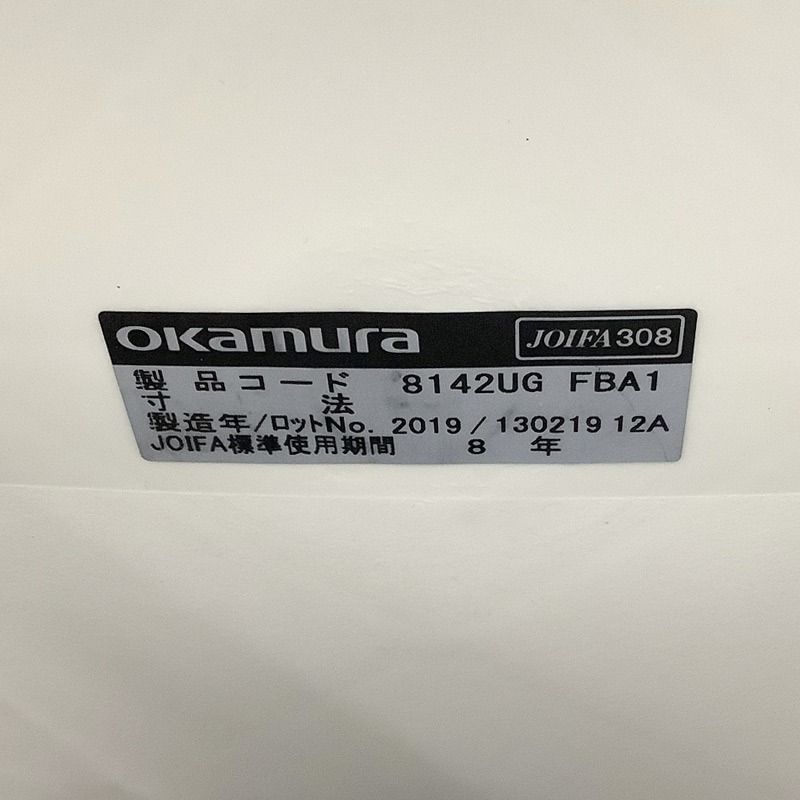 okamura JOIFA308
製品コード 8142UG FBA1
寸法
製造年/ロットNo. 2019/130219 12A
JOIFA標準使用期間 8年